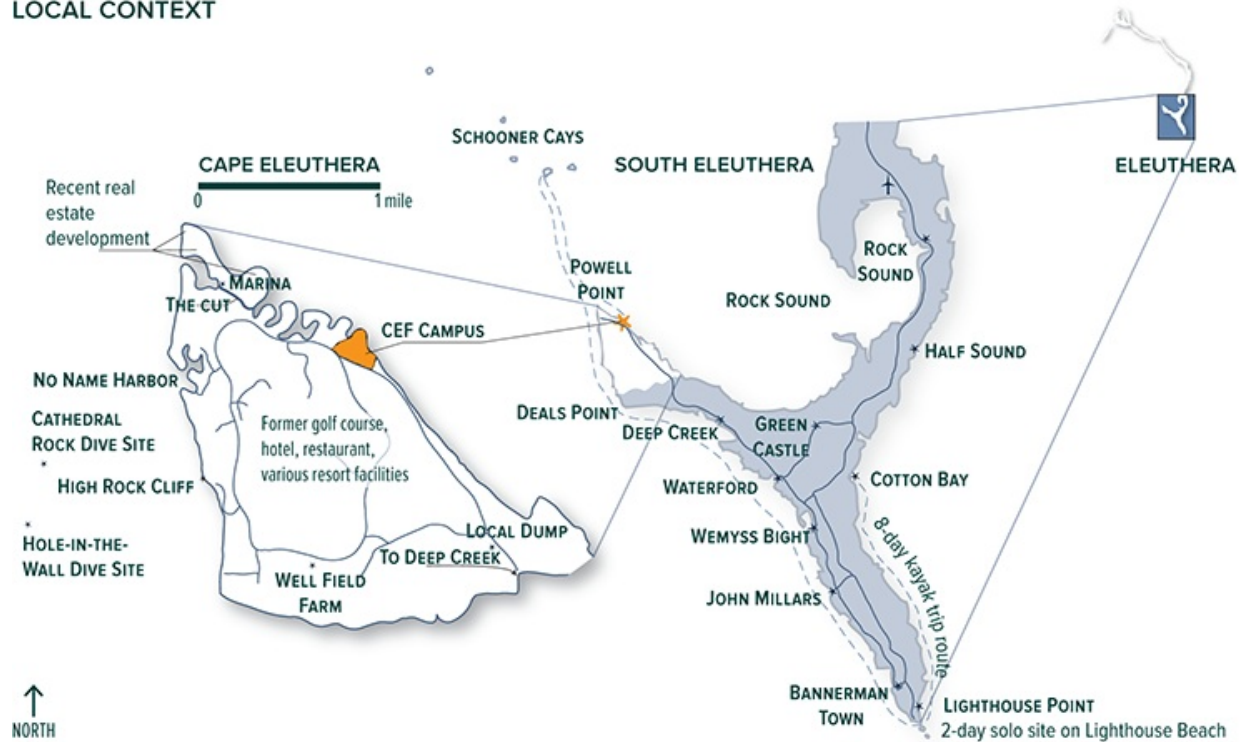 LOCAL CONTEXT
SCHOONER CAYS
CAPE ELEUTHERA
0
1 mile
SOUTH ELEUTHERA
ELEUTHERA
Recent real
estate
development
MARINA
THE CUT
POWELL
POINT
ROCK
SOUND
ROCK SOUND
CEF CAMPUS
HALF SOUND
NO NAME HARBOR
CATHEDRAL
ROCK DIVE SITE
HIGH ROCK CLIFF
Former golf course,
hotel, restaurant,
various resort facilities
DEALS POINT
DEEP CREEK
GREEN
CASTLE
WATERFORD
COTTON BAY
HOLE-IN-THE-
WALL DIVE SITE
LOCAL DUMP
TO DEEP CREEK
WELL FIELD
FARM
WEMYSS BIGHT
8-day kayak trip route
JOHN MILLARS
BANNERMAN
TOWN
LIGHTHOUSE POINT
2-day solo site on Lighthouse Beach
NORTH